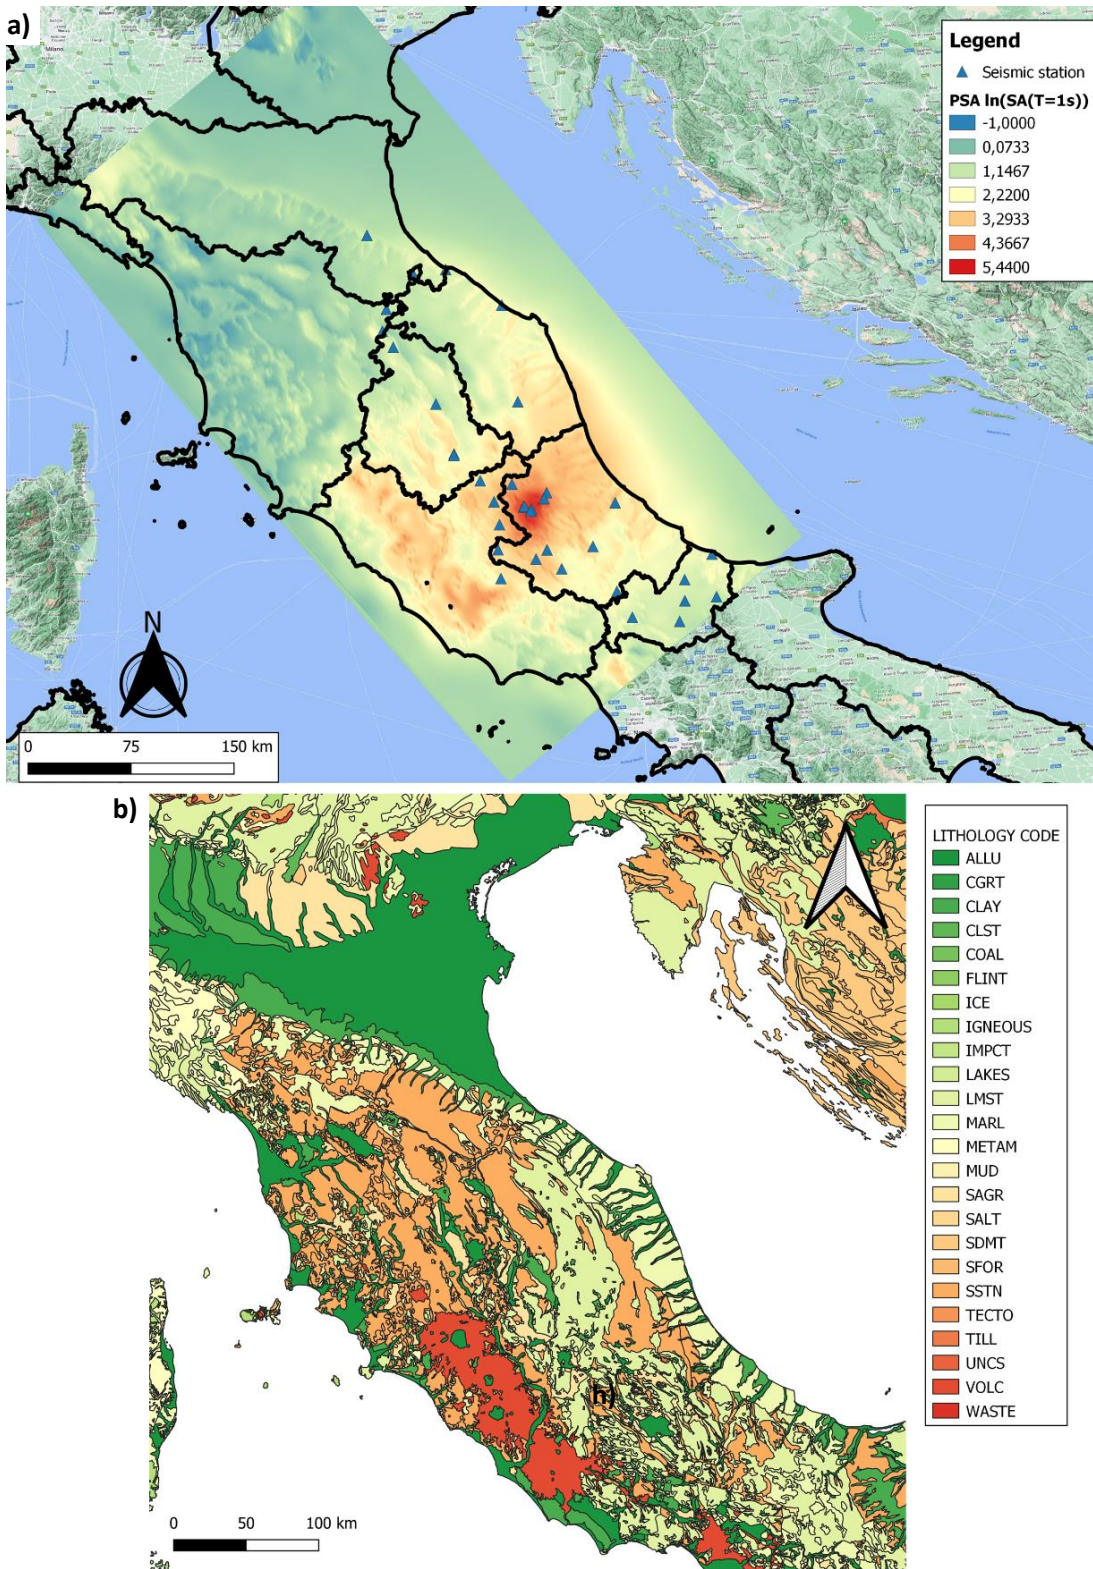 a)
Milano
Legend
Seismic station
PSA ln(SA(T=1s))
-1,0000
0,0733
1,1467
2,2200
3,2933
4,3667
5,4400
N
0 75 150 km
b)
LITHOLOGY CODE
ALLU
CGRT
CLAY
CLST
COAL
FLINT
ICE
IGNEOUS
IMPCT
LAKES
LMST
MARL
METAM
MUD
SAGR
SALT
SDMT
SFOR
SSTN
TECTO
TILL
UNCS
VOLC
WASTE
h)
0 50 100 km